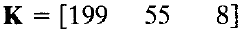 K = [199 55 8]